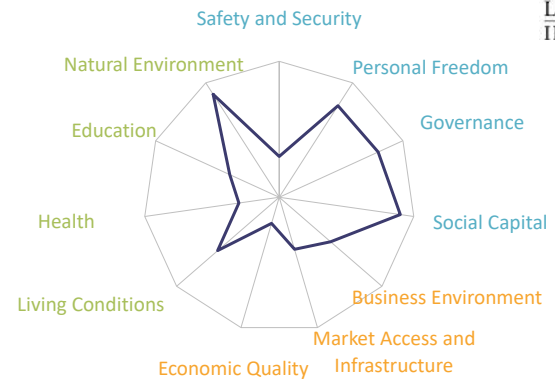 Safety and Security
Natural Environment
Personal Freedom
Education
Governance
Health
Social Capital
Living Conditions
Business Environment
Market Access and
Infrastructure
Economic Quality